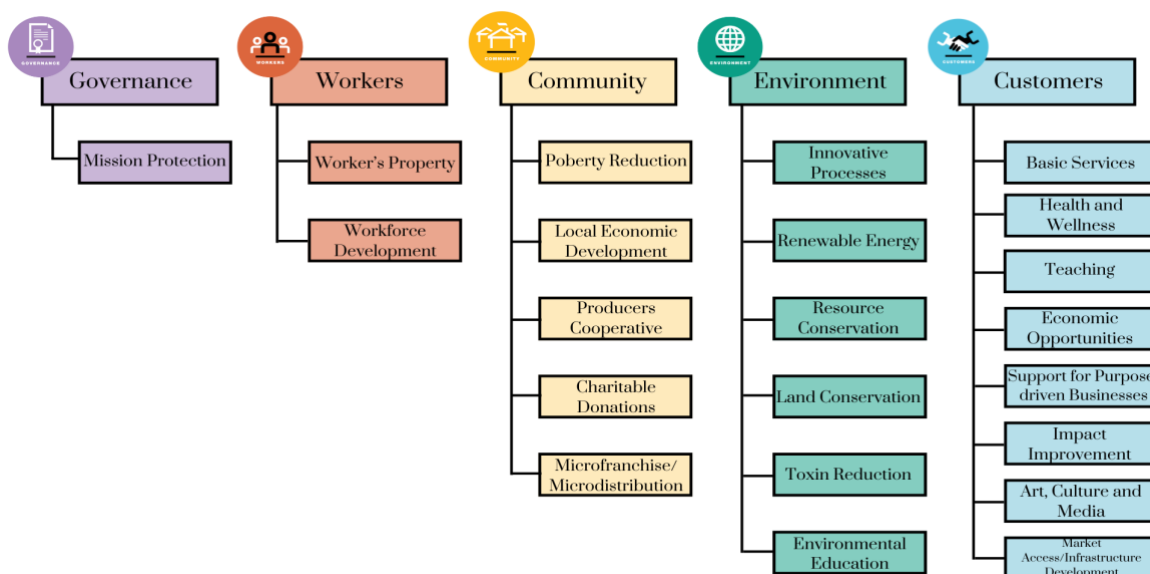 GOVERNANCE
Governance
Mission Protection
WORKERS
Workers
Worker's Property
Workforce
Development
COMMUNITY
Community
Poberty Reduction
Local Economic
Development
Producers
Cooperative
Charitable
Donations
Microfranchise/
Microdistribution
ENVIRONMENT
Environment
Innovative
Processes
Renewable Energy
Resource
Conservation
Land Conservation
Toxin Reduction
Environmental
Education
CUSTOMERS
Customers
Basic Services
Health and
Wellness
Teaching
Economic
Opportunities
Support for Purpose
driven Businesses
Impact
Improvement
Art, Culture and
Media
Market
Access/Infrastructure
Development